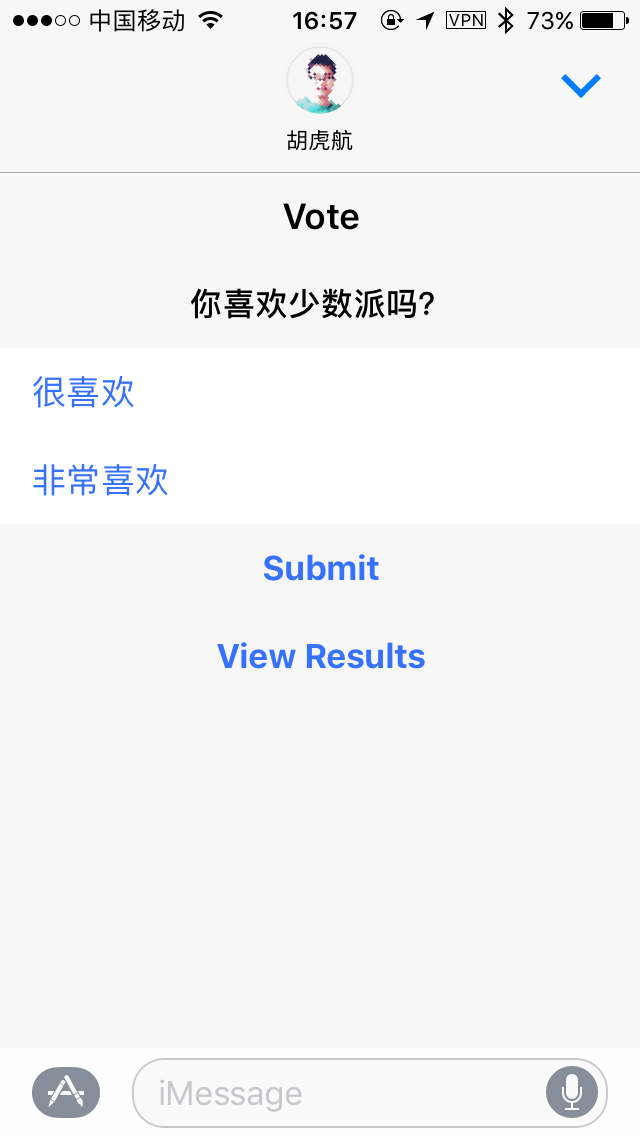 中国移动 16:57 VPN 73%
胡虎航
Vote
你喜欢少数派吗?
很喜欢
非常喜欢
Submit
View Results
iMessage